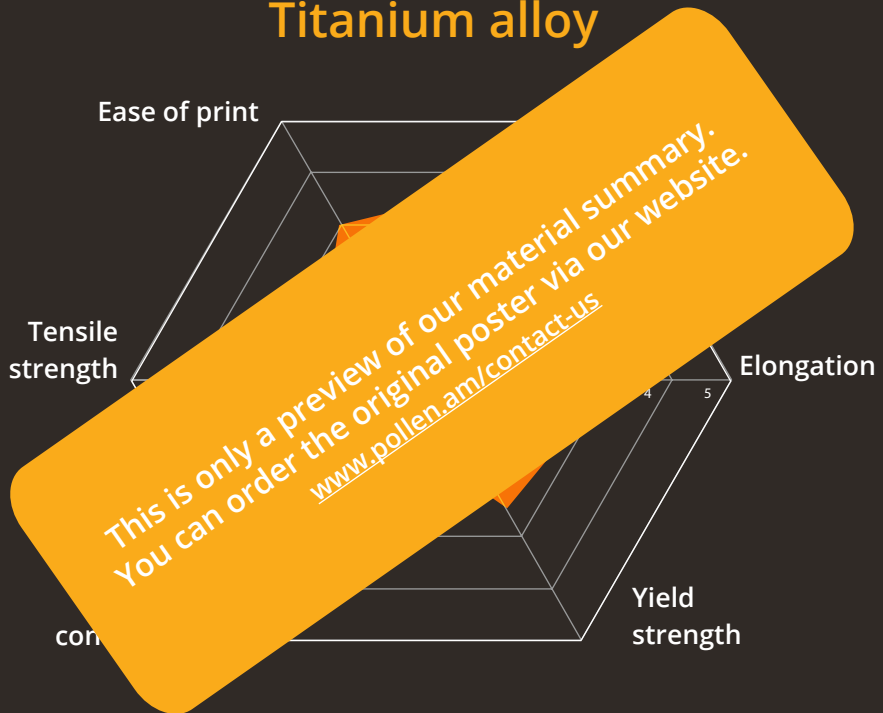 Titanium alloy
Ease of print
Tensile
strength
Elongation
4 5
This is only a preview of our material summary.
You can order the original poster via our website.
www.pollen.am/contact-us
Yield
strength